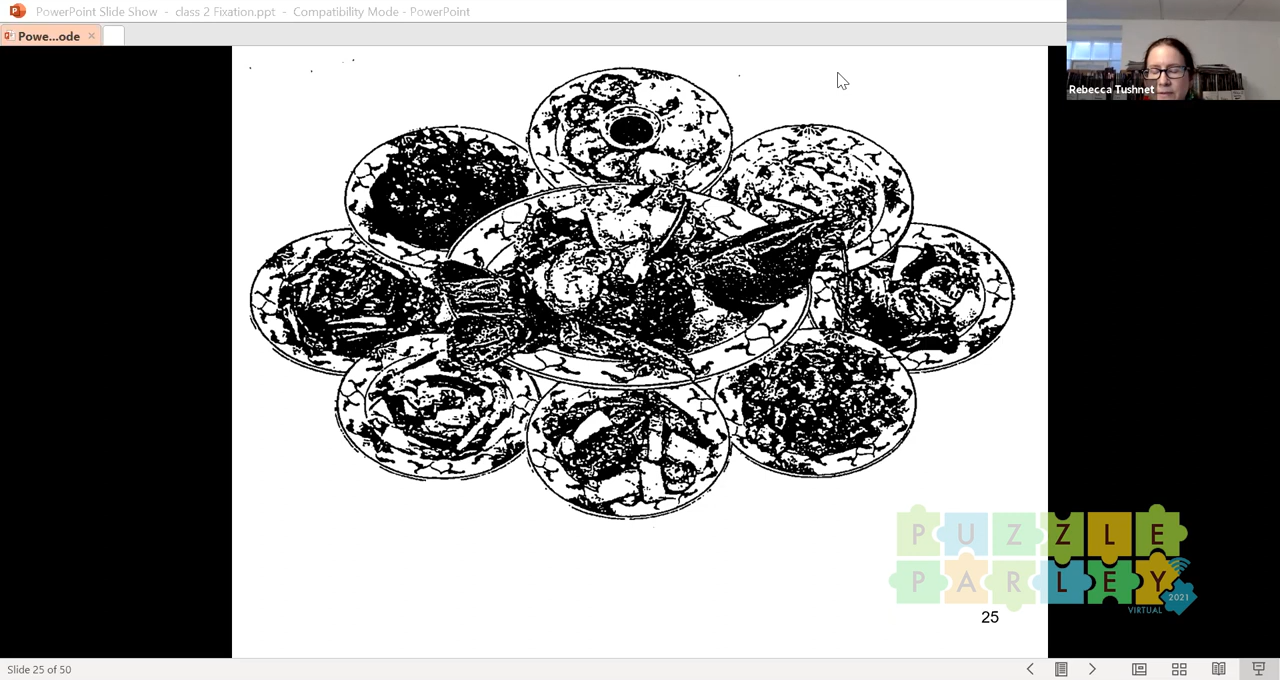 PowerPoint Slide Show - class 2 Fixation.ppt - Compatibility Mode - PowerPoint
Powe...ode
Rebecca Tushnet
PUZZLE
PARLEY
2021
VIRTUAL
25
Slide 25 of 50